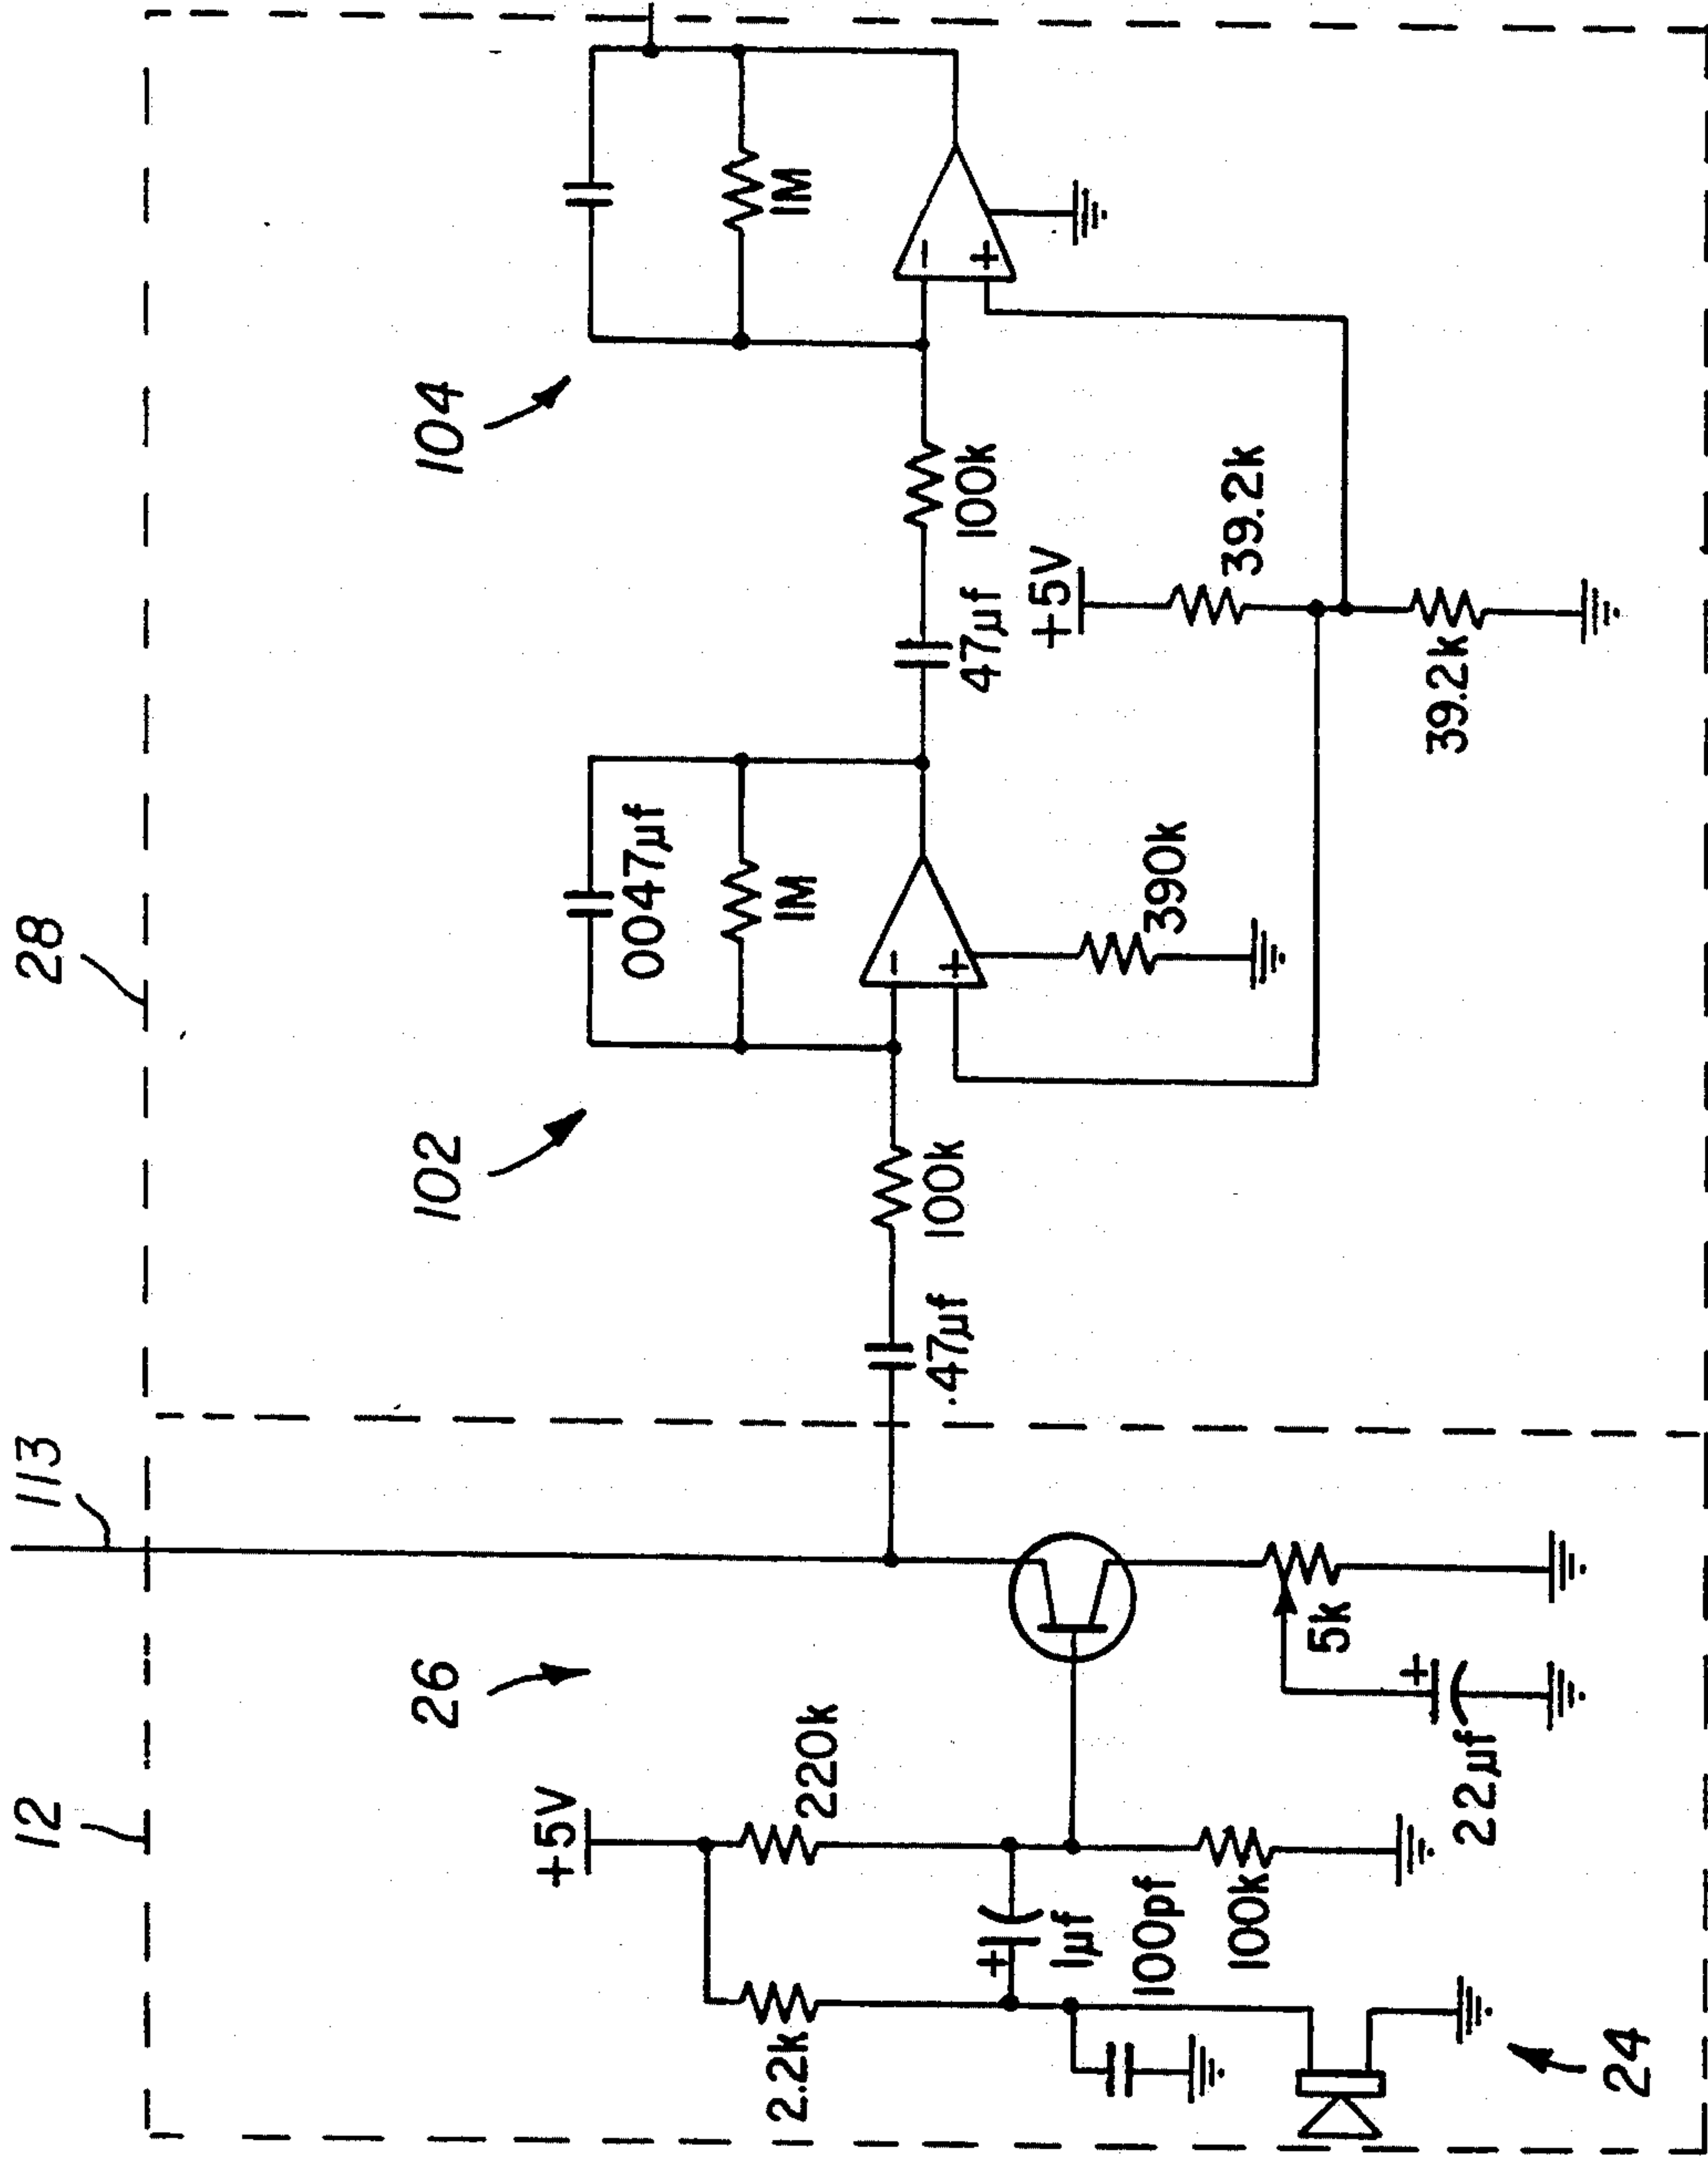 12
113
28
26
102
104
+5V
2.2k
220k
+
1µf
100pf
100k
24
+
22µf
5k
.47µf
100k
0047µf
1M
-
+
390k
47µf
100k
+5V
39.2k
39.2k
1M
-
+